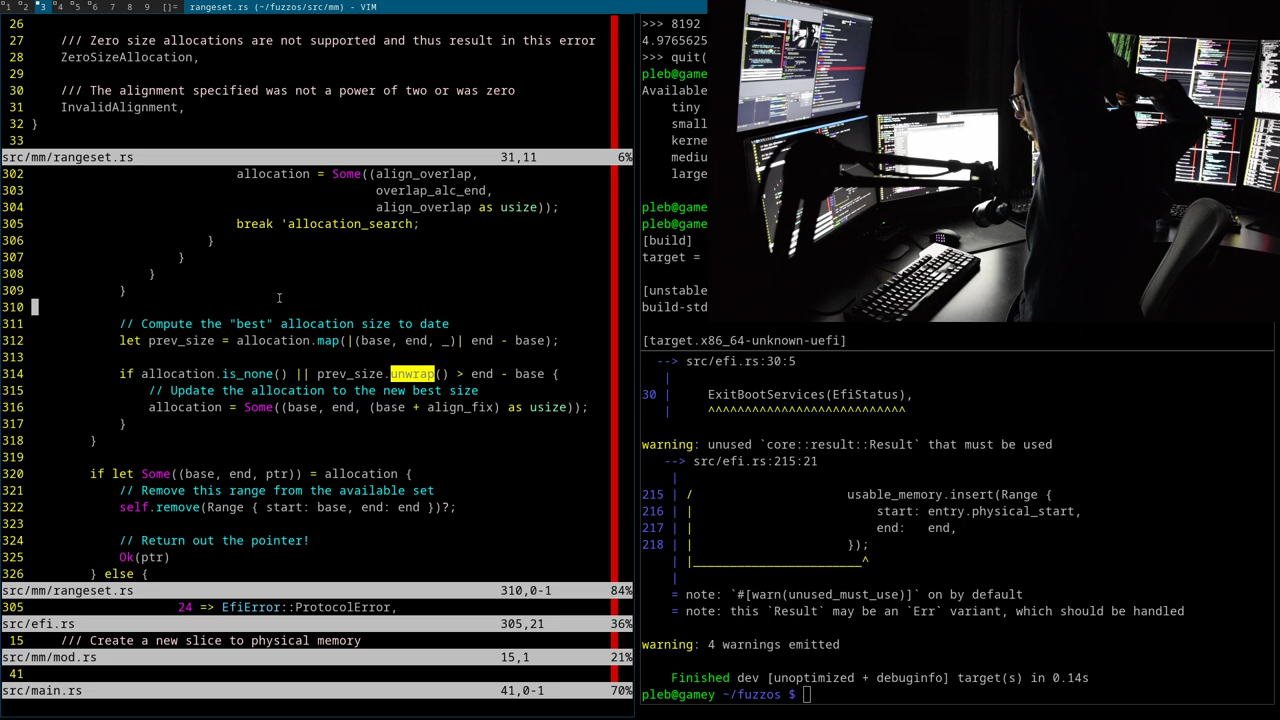 1 2 3 4 5 6 7 8 9 []= rangeset.rs (~/fuzzos/src/mm) - VIM
26
27 /// Zero size allocations are not supported and thus result in this error
28 ZeroSizeAllocation,
29
30 /// The alignment specified was not a power of two or was zero
31 InvalidAlignment,
32 }
33
src/mm/rangeset.rs 31,11 6%
302 allocation = Some((align_overlap,
303 overlap_alc_end,
304 align_overlap as usize));
305 break 'allocation_search;
306 }
307 }
308 }
309 }
310
311 // Compute the "best" allocation size to date
312 let prev_size = allocation.map(|(base, end, _)| end - base);
313
314 if allocation.is_none() || prev_size.unwrap() > end - base {
315 // Update the allocation to the new best size
316 allocation = Some((base, end, (base + align_fix) as usize));
317 }
318 }
319
320 if let Some((base, end, ptr)) = allocation {
321 // Remove this range from the available set
322 self.remove(Range { start: base, end: end })?;
323
324 // Return out the pointer!
325 Ok(ptr)
326 } else {
src/mm/rangeset.rs 310,0-1 84%
305 24 => EfiError::ProtocolError,
src/efi.rs 305,21 36%
15 /// Create a new slice to physical memory
src/mm/mod.rs 15,1 21%
41
src/main.rs 41,0-1 70%
>>> 8192
4.9765625
>>> quit(
pleb@game
Available
tiny
small
kerne
mediu
large
pleb@game
pleb@game
[build]
target =
[unstable
build-std
[target.x86_64-unknown-uefi]
--> src/efi.rs:30:5
|
30 | ExitBootServices(EfiStatus),
| ^^^^^^^^^^^^^^^^^^^^^^^^^^^
warning: unused `core::result::Result` that must be used
--> src/efi.rs:215:21
|
215 | / usable_memory.insert(Range {
216 | | start: entry.physical_start,
217 | | end: end,
218 | | });
| |_______________________^
|
= note: `#[warn(unused_must_use)]` on by default
= note: this `Result` may be an `Err` variant, which should be handled
warning: 4 warnings emitted
Finished dev [unoptimized + debuginfo] target(s) in 0.14s
pleb@gamey ~/fuzzos $